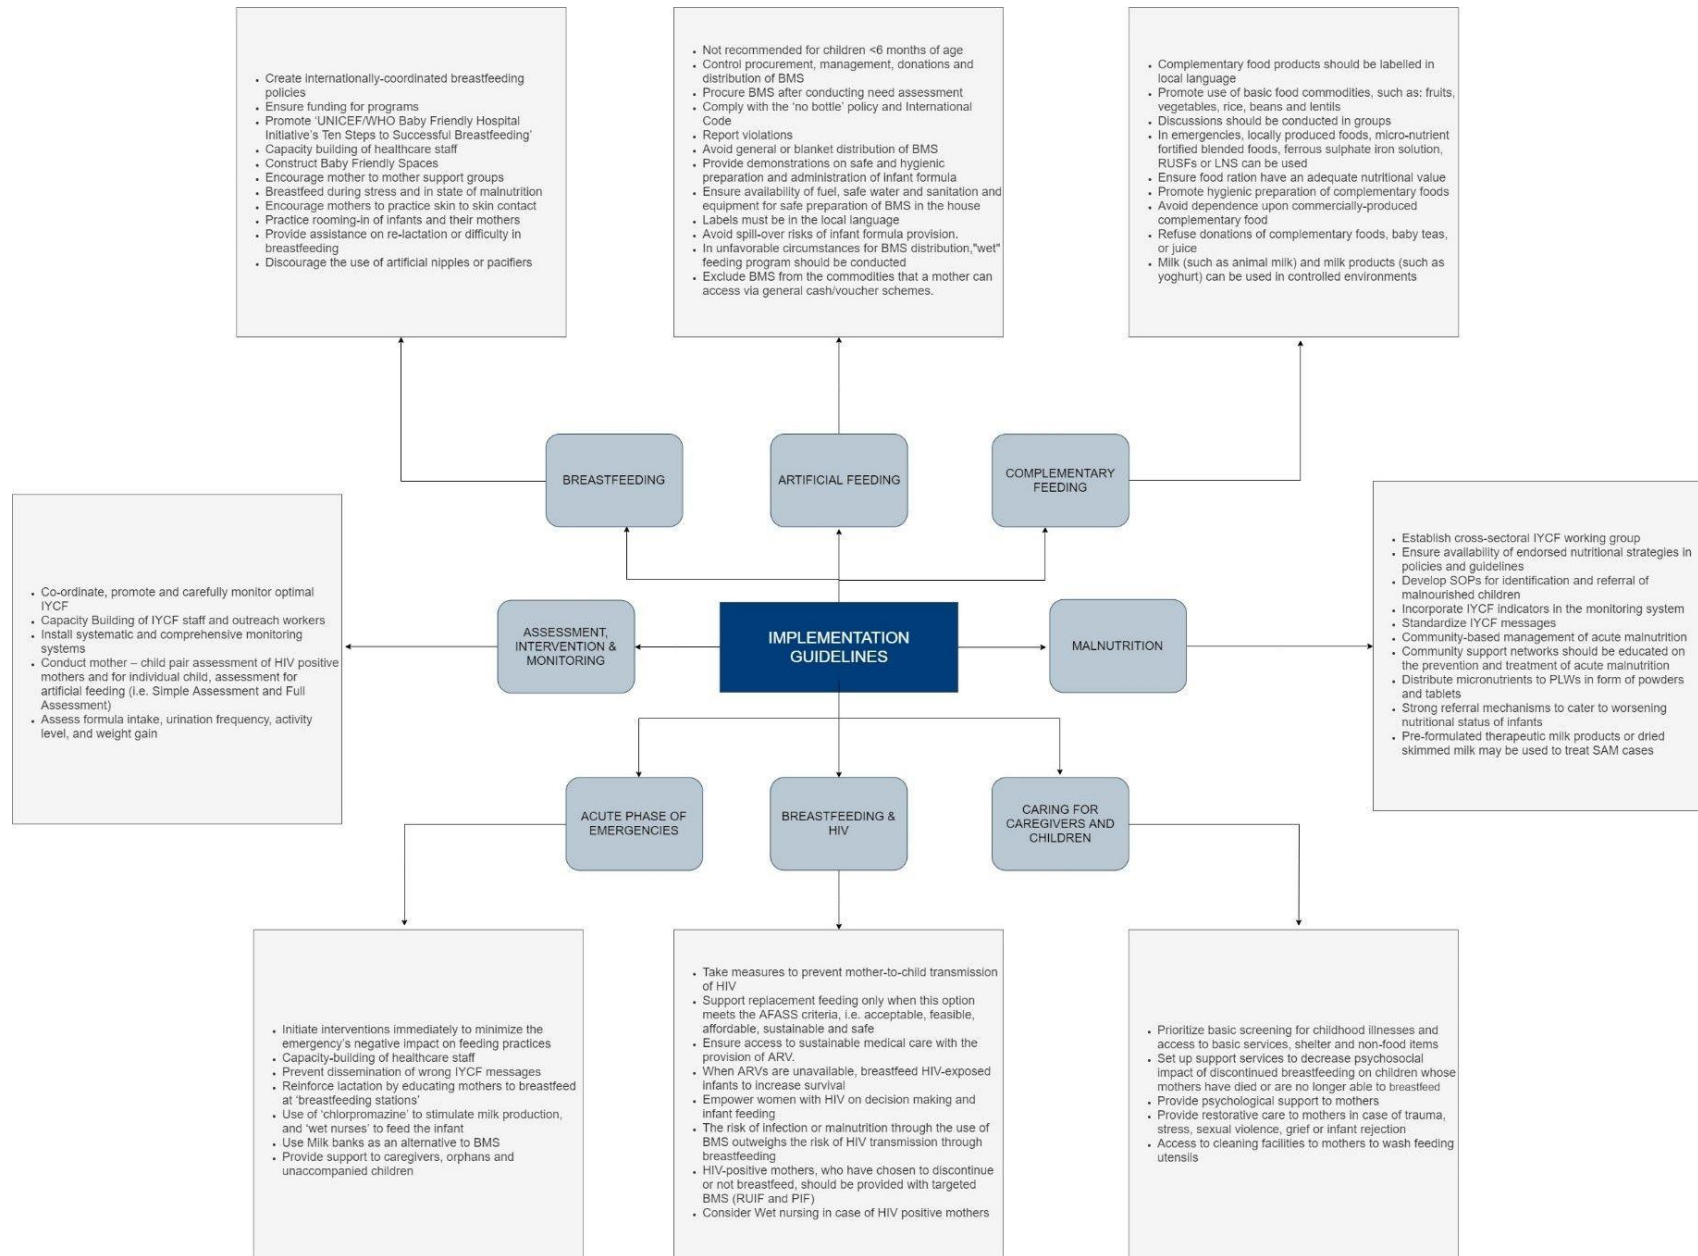 • Create internationally-coordinated breastfeeding
policies
• Ensure funding for programs
• Promote ‘UNICEF/WHO Baby Friendly Hospital
Initiative’s Ten Steps to Successful Breastfeeding’
• Capacity building of healthcare staff
• Construct Baby Friendly Spaces
• Encourage mother to mother support groups
• Breastfeed during stress and in state of malnutrition
• Encourage mothers to practice skin to skin contact
• Practice rooming-in of infants and their mothers
• Provide assistance on re-lactation or difficulty in
breastfeeding
• Discourage the use of artificial nipples or pacifiers
• Not recommended for children <6 months of age
• Control procurement, management, donations and
distribution of BMS
• Procure BMS after conducting need assessment
• Comply with the ‘no bottle’ policy and International
Code
• Report violations
• Avoid general or blanket distribution of BMS
• Provide demonstrations on safe and hygienic
preparation and administration of infant formula
• Ensure availability of fuel, safe water and sanitation and
equipment for safe preparation of BMS in the house
• Labels must be in the local language
• Avoid spill-over risks of infant formula provision.
• In unfavorable circumstances for BMS distribution,"wet"
feeding program should be conducted
• Exclude BMS from the commodities that a mother can
access via general cash/voucher schemes.
• Complementary food products should be labelled in
local language
• Promote use of basic food commodities, such as: fruits,
vegetables, rice, beans and lentils
• Discussions should be conducted in groups
• In emergencies, locally produced foods, micro-nutrient
fortified blended foods, ferrous sulphate iron solution,
RUSFs or LNS can be used
• Ensure food ration have an adequate nutritional value
• Promote hygienic preparation of complementary foods
• Avoid dependence upon commercially-produced
complementary food
• Refuse donations of complementary foods, baby teas,
or juice
• Milk (such as animal milk) and milk products (such as
yoghurt) can be used in controlled environments
BREASTFEEDING
ARTIFICIAL FEEDING
COMPLEMENTARY
FEEDING
• Co-ordinate, promote and carefully monitor optimal
IYCF
• Capacity Building of IYCF staff and outreach workers
• Install systematic and comprehensive monitoring
systems
• Conduct mother – child pair assessment of HIV positive
mothers and for individual child, assessment for
artificial feeding (i.e. Simple Assessment and Full
Assessment)
• Assess formula intake, urination frequency, activity
level, and weight gain
ASSESSMENT,
INTERVENTION &
MONITORING
IMPLEMENTATION
GUIDELINES
MALNUTRITION
• Establish cross-sectoral IYCF working group
• Ensure availability of endorsed nutritional strategies in
policies and guidelines
• Develop SOPs for identification and referral of
malnourished children
• Incorporate IYCF indicators in the monitoring system
• Standardize IYCF messages
• Community-based management of acute malnutrition
• Community support networks should be educated on
the prevention and treatment of acute malnutrition
• Distribute micronutrients to PLWs in form of powders
and tablets
• Strong referral mechanisms to cater to worsening
nutritional status of infants
• Pre-formulated therapeutic milk products or dried
skimmed milk may be used to treat SAM cases
ACUTE PHASE OF
EMERGENCIES
BREASTFEEDING &
HIV
CARING FOR
CAREGIVERS AND
CHILDREN
• Initiate interventions immediately to minimize the
emergency’s negative impact on feeding practices
• Capacity-building of healthcare staff
• Prevent dissemination of wrong IYCF messages
• Reinforce lactation by educating mothers to breastfeed
at ‘breastfeeding stations’
• Use of ‘chlorpromazine’ to stimulate milk production,
and ‘wet nurses’ to feed the infant
• Use Milk banks as an alternative to BMS
• Provide support to caregivers, orphans and
unaccompanied children
• Take measures to prevent mother-to-child transmission
of HIV
• Support replacement feeding only when this option
meets the AFASS criteria, i.e. acceptable, feasible,
affordable, sustainable and safe
• Ensure access to sustainable medical care with the
provision of ARV.
• When ARVs are unavailable, breastfeed HIV-exposed
infants to increase survival
• Empower women with HIV on decision making and
infant feeding
• The risk of infection or malnutrition through the use of
BMS outweighs the risk of HIV transmission through
breastfeeding
• HIV-positive mothers, who have chosen to discontinue
or not breastfeed, should be provided with targeted
BMS (RUIF and PIF)
• Consider Wet nursing in case of HIV positive mothers
• Prioritize basic screening for childhood illnesses and
access to basic services, shelter and non-food items
• Set up support services to decrease psychosocial
impact of discontinued breastfeeding on children whose
mothers have died or are no longer able to breastfeed
• Provide psychological support to mothers
• Provide restorative care to mothers in case of trauma,
stress, sexual violence, grief or infant rejection
• Access to cleaning facilities to mothers to wash feeding
utensils